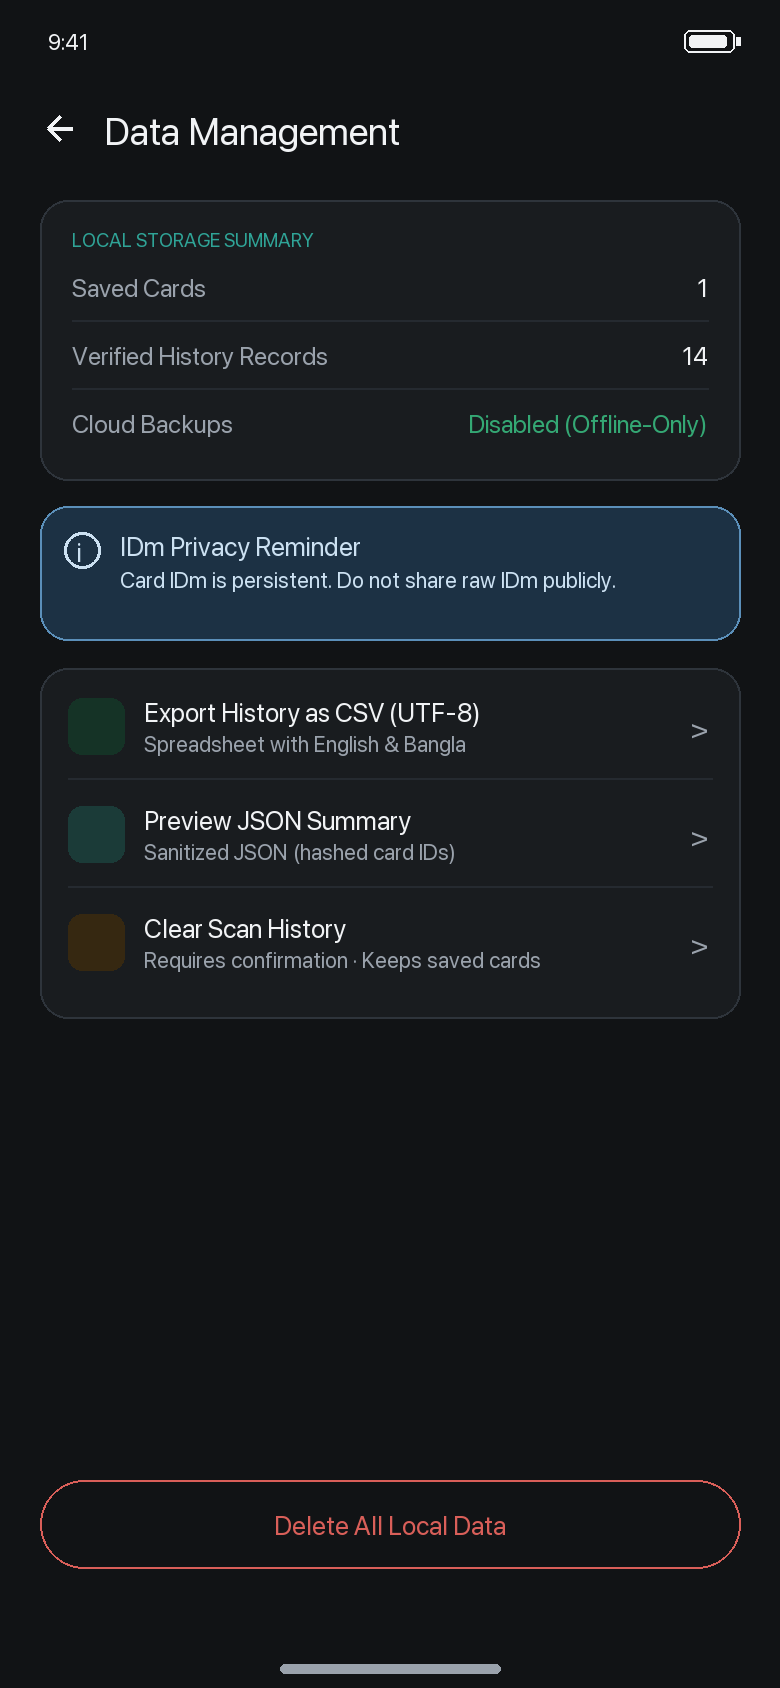 9:41
Data Management
LOCAL STORAGE SUMMARY
Saved Cards 1
Verified History Records 14
Cloud Backups Disabled (Offline-Only)
i IDm Privacy Reminder
Card IDm is persistent. Do not share raw IDm publicly.
Export History as CSV (UTF-8)
Spreadsheet with English & Bangla
>
Preview JSON Summary
Sanitized JSON (hashed card IDs)
>
Clear Scan History
Requires confirmation · Keeps saved cards
>
Delete All Local Data